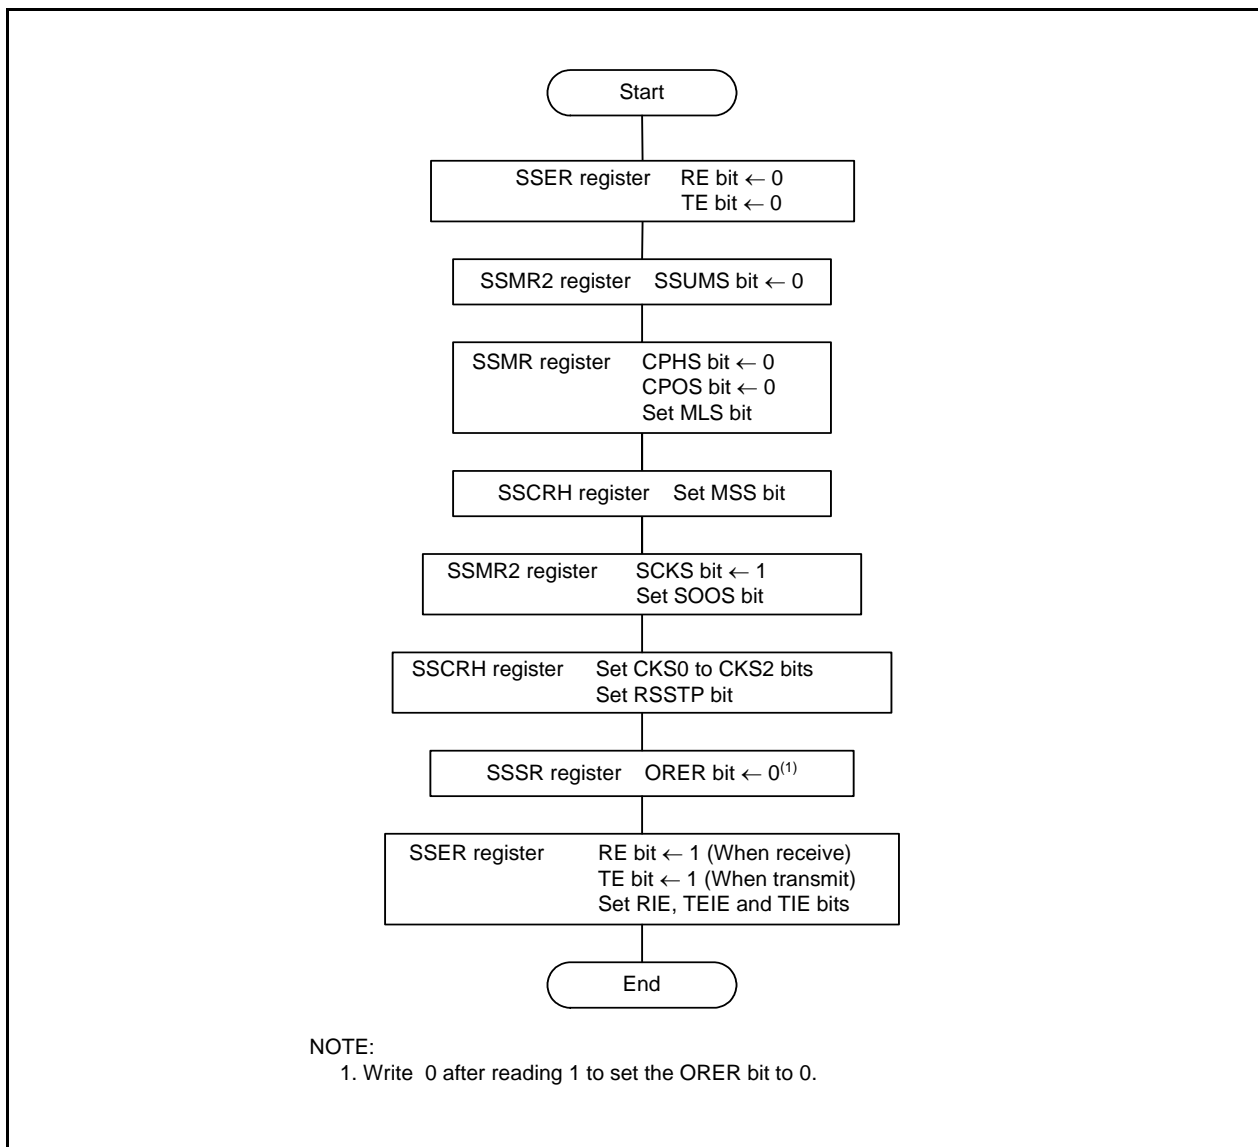 Start
SSER register RE bit ← 0
TE bit ← 0
SSMR2 register SSUMS bit ← 0
SSMR register CPHS bit ← 0
CPOS bit ← 0
Set MLS bit
SSCRH register Set MSS bit
SSMR2 register SCKS bit ← 1
Set SOOS bit
SSCRH register Set CKS0 to CKS2 bits
Set RSSTP bit
SSSR register ORER bit ← 0(1)
SSER register RE bit ← 1 (When receive)
TE bit ← 1 (When transmit)
Set RIE, TEIE and TIE bits
End
NOTE:
1. Write 0 after reading 1 to set the ORER bit to 0.